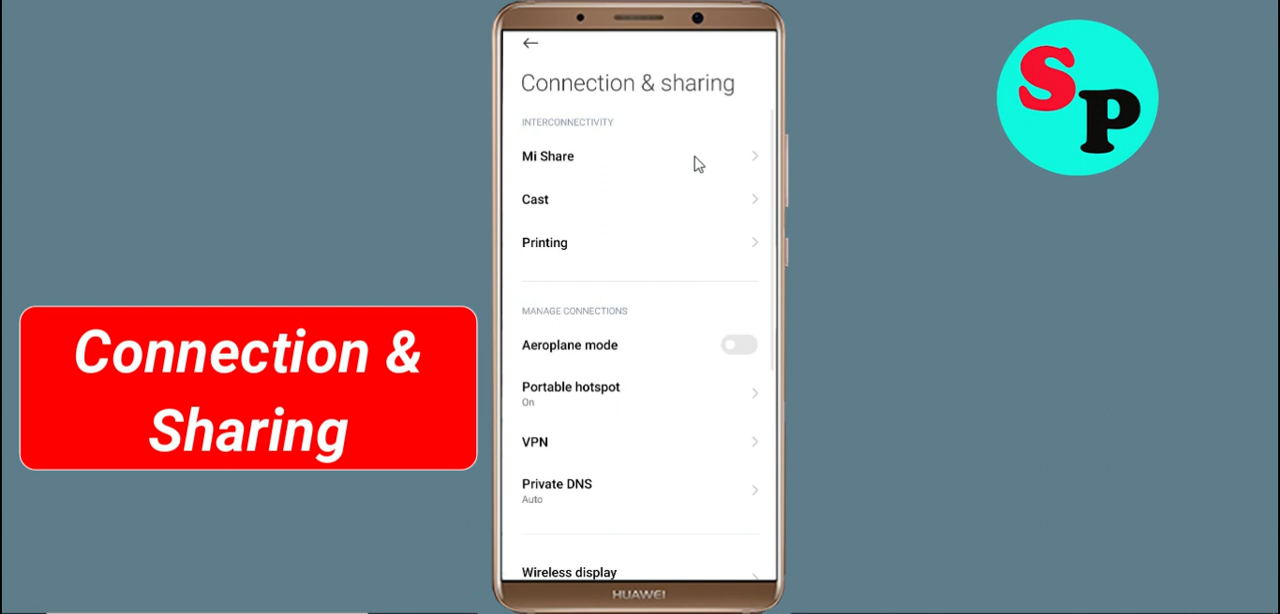 Connection & sharing
INTERCONNECTIVITY
Mi Share
Cast
Printing
MANAGE CONNECTIONS
Aeroplane mode
Portable hotspot
On
VPN
Private DNS
Auto
Wireless display
HUAWEI
Connection &
Sharing
SP